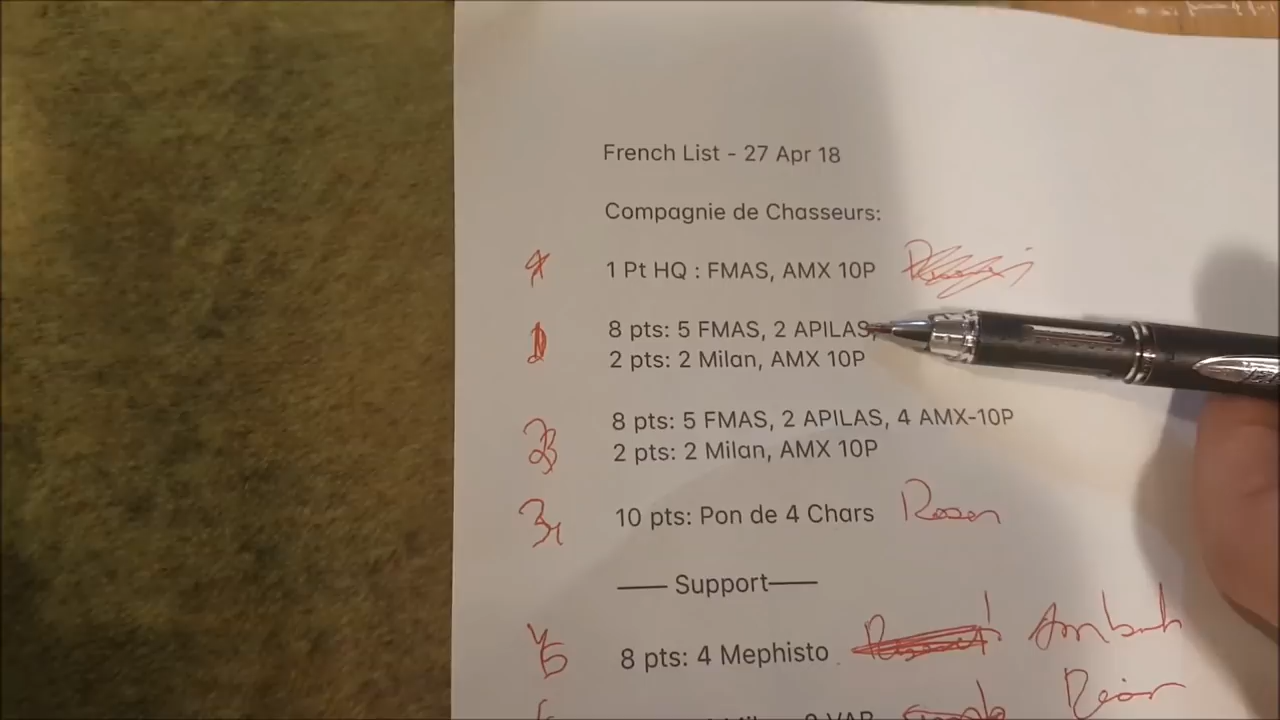 French List - 27 Apr 18
Compagnie de Chasseurs:
1 Pt HQ : FMAS, AMX 10P
8 pts: 5 FMAS, 2 APILAS,
2 pts: 2 Milan, AMX 10P
8 pts: 5 FMAS, 2 APILAS, 4 AMX-10P
2 pts: 2 Milan, AMX 10P
10 pts: Pon de 4 Chars
Support
8 pts: 4 Mephisto Ambush
VAB